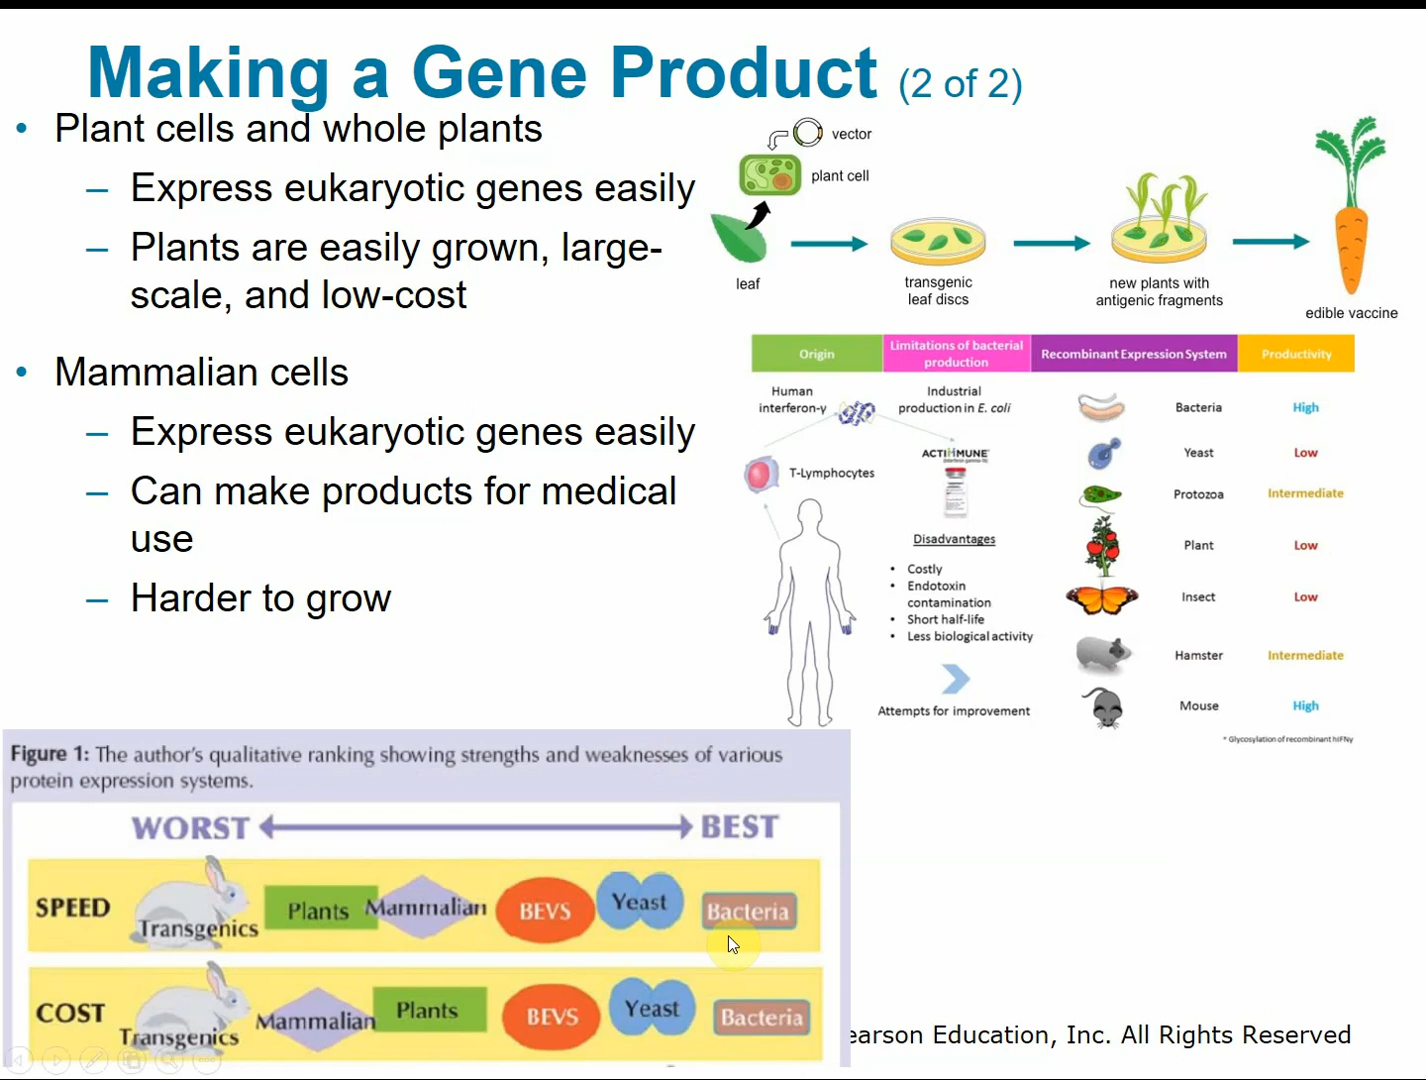 Making a Gene Product (2 of 2)
• Plant cells and whole plants
– Express eukaryotic genes easily
– Plants are easily grown, large-
scale, and low-cost
• Mammalian cells
– Express eukaryotic genes easily
– Can make products for medical
use
– Harder to grow
vector
plant cell
leaf
transgenic
leaf discs
new plants with
antigenic fragments
edible vaccine
Origin
Limitations of bacterial
production
Recombinant Expression System
Productivity
Human
interferon-γ
T-Lymphocytes
Industrial
production in E. coli
ACTIMMUNE
Disadvantages
• Costly
• Endotoxin
contamination
• Short half-life
• Less biological activity
Attempts for improvement
Bacteria High
Yeast Low
Protozoa Intermediate
Plant Low
Insect Low
Hamster Intermediate
Mouse High
* Glycosylation of recombinant hIFNγ
Figure 1: The author's qualitative ranking showing strengths and weaknesses of various
protein expression systems.
WORST BEST
SPEED Transgenics Plants Mammalian BEVS Yeast Bacteria
COST Transgenics Mammalian Plants BEVS Yeast Bacteria
earson Education, Inc. All Rights Reserved